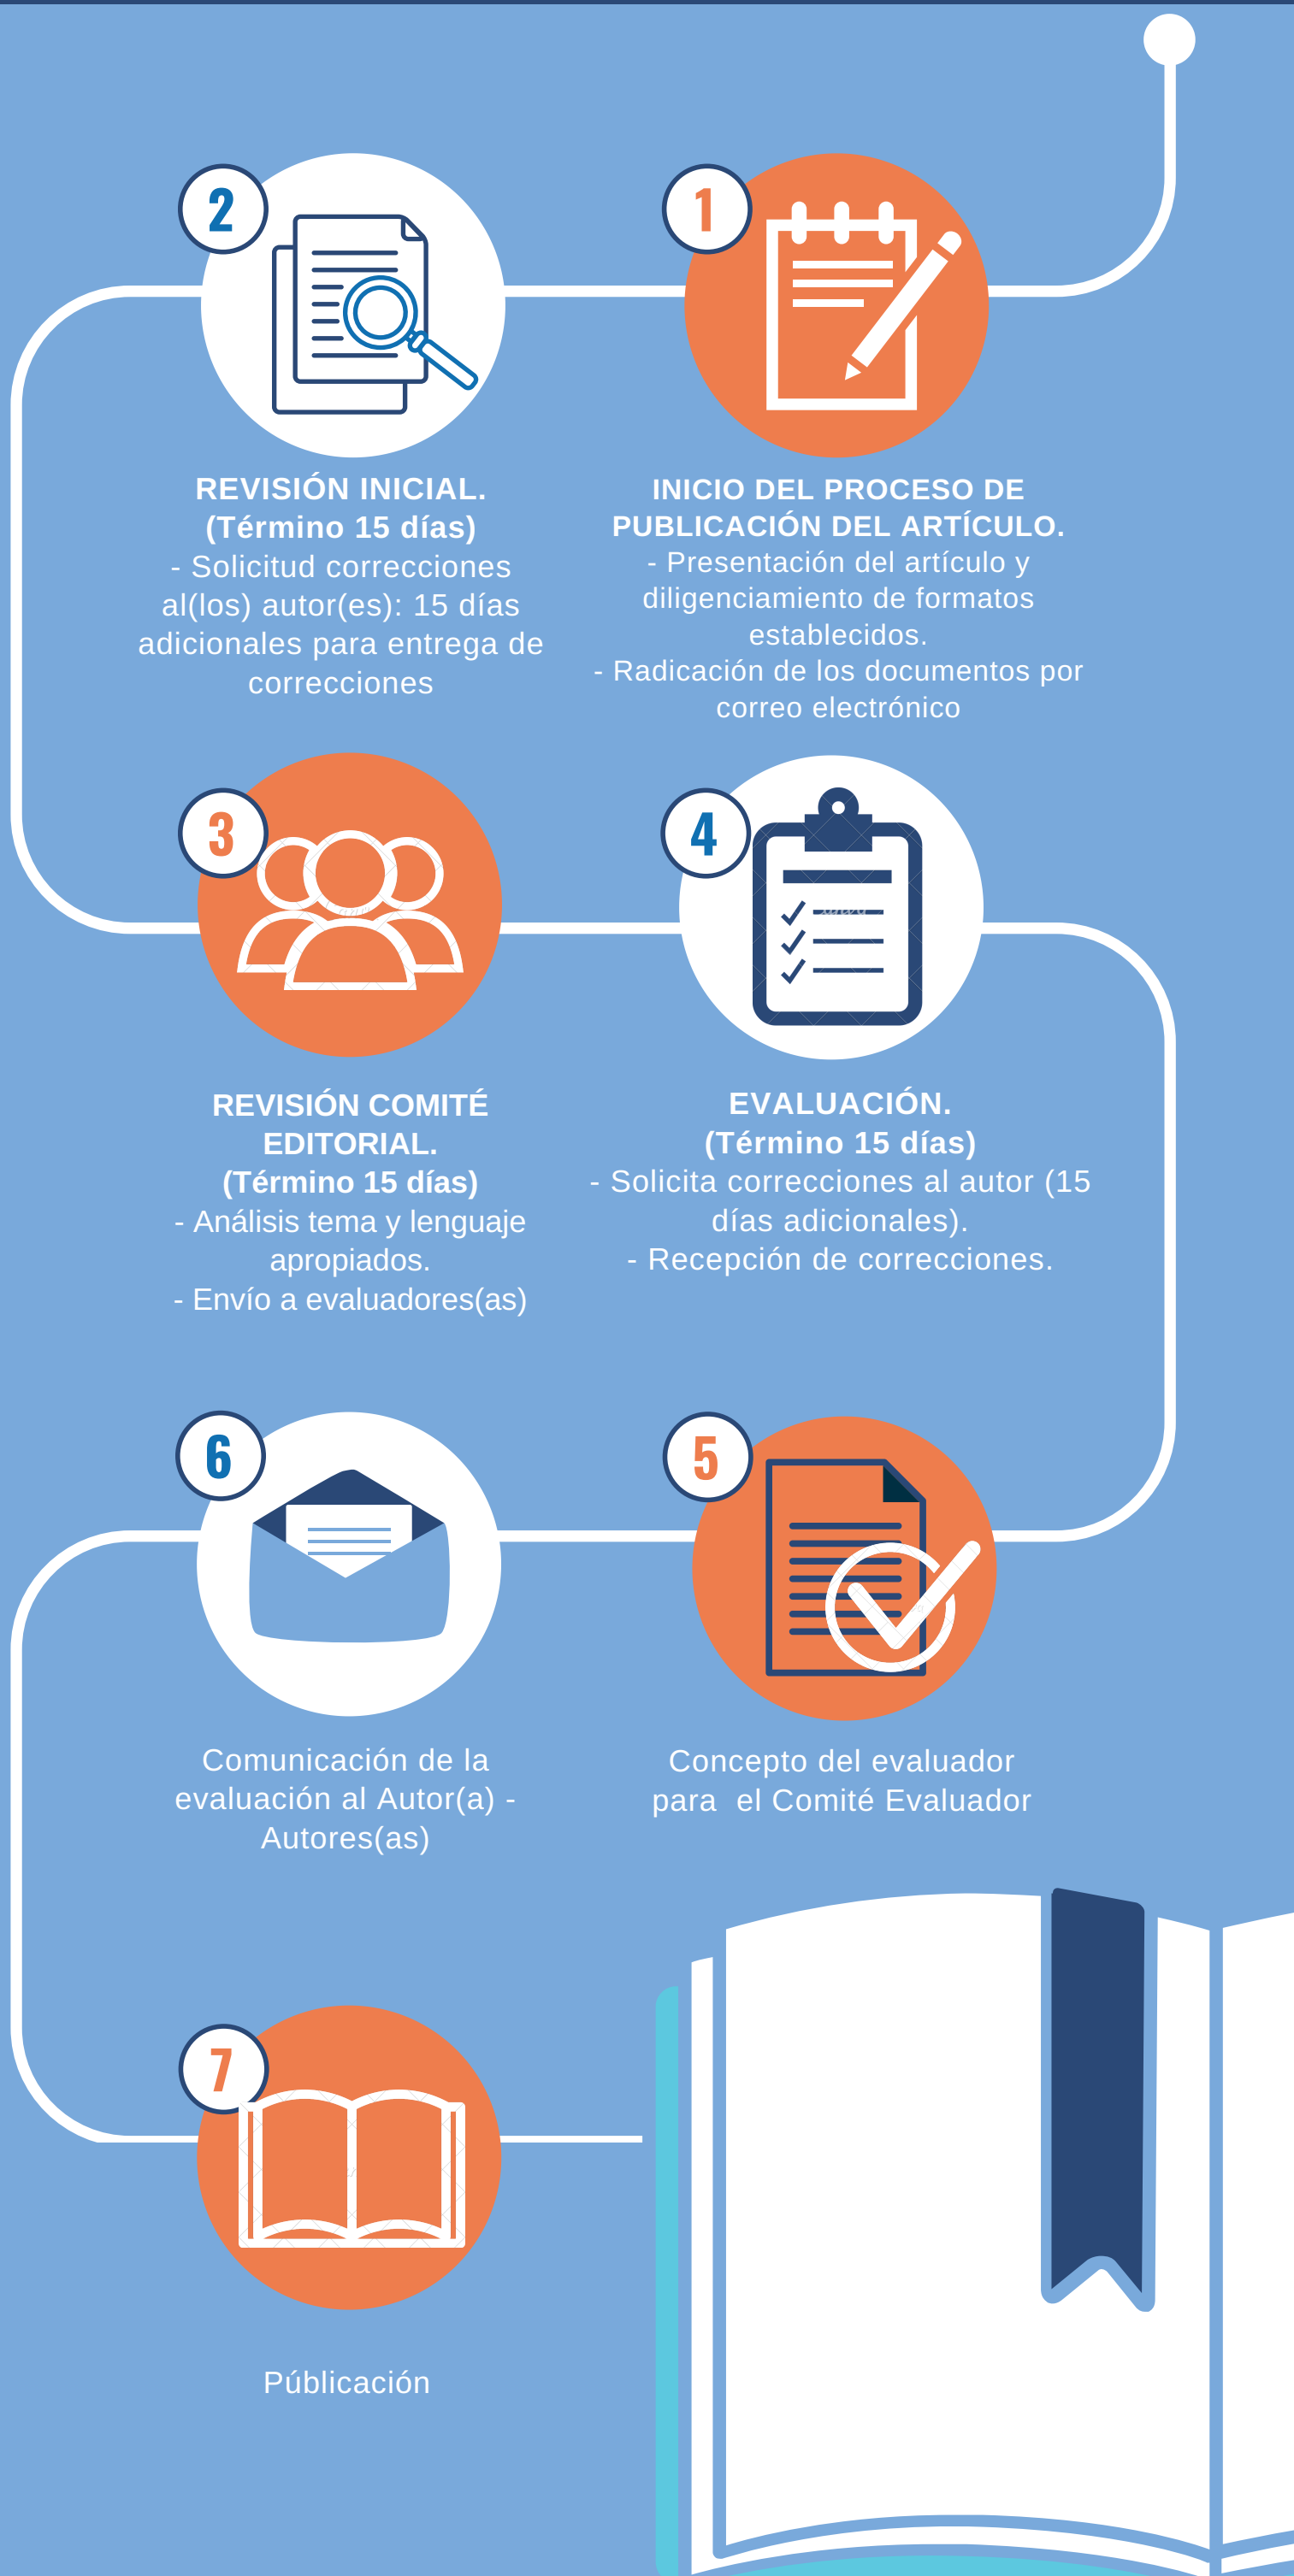 1
INICIO DEL PROCESO DE
PUBLICACIÓN DEL ARTÍCULO.
- Presentación del artículo y
diligenciamiento de formatos
establecidos.
- Radicación de los documentos por
correo electrónico
2
REVISIÓN INICIAL.
(Término 15 días)
- Solicitud correcciones
al(los) autor(es): 15 días
adicionales para entrega de
correcciones
3
REVISIÓN COMITÉ
EDITORIAL.
(Término 15 días)
- Análisis tema y lenguaje
apropiados.
- Envío a evaluadores(as)
4
EVALUACIÓN.
(Término 15 días)
- Solicita correcciones al autor (15
días adicionales).
- Recepción de correcciones.
5
Concepto del evaluador
para  el Comité Evaluador
6
Comunicación de la
evaluación al Autor(a) -
Autores(as)
7
Públicación